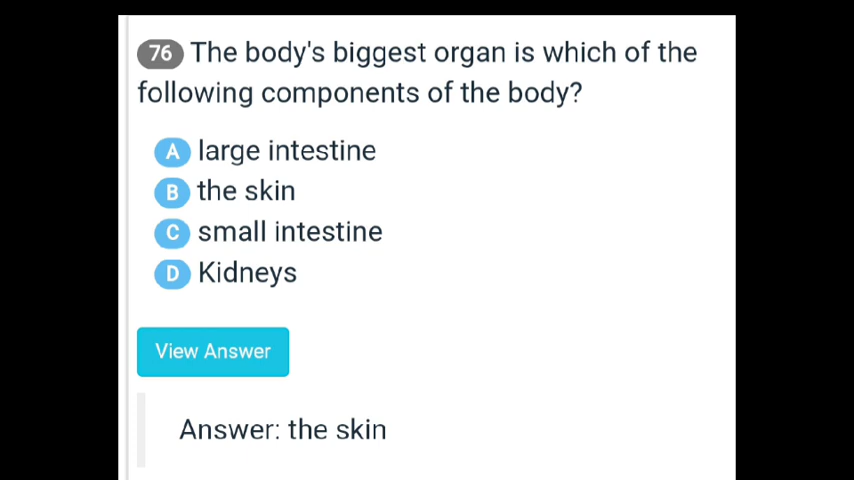 76 The body's biggest organ is which of the
following components of the body?
A large intestine
B the skin
C small intestine
D Kidneys
View Answer
Answer: the skin